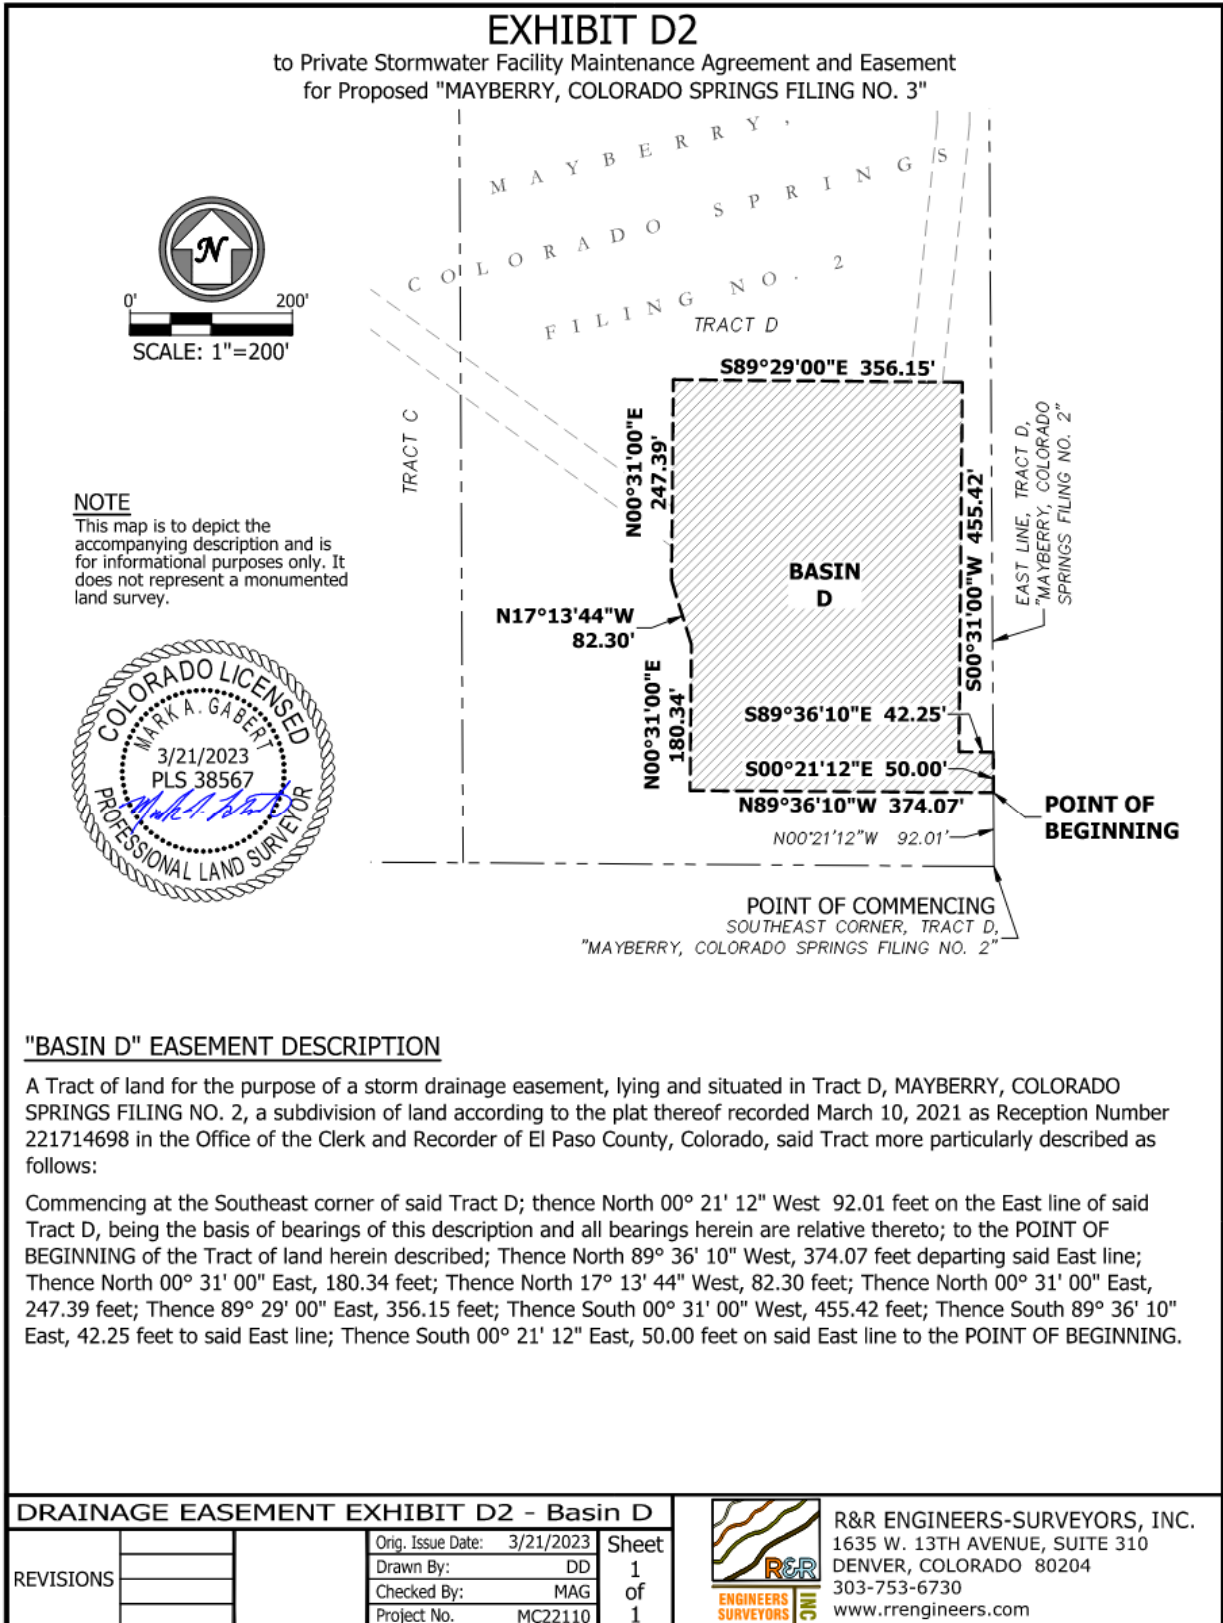 EXHIBIT D2
to Private Stormwater Facility Maintenance Agreement and Easement
for Proposed "MAYBERRY, COLORADO SPRINGS FILING NO. 3"
MAYBERRY,
COLORADO SPRINGS
FILING NO. 2
TRACT D
N
0' 200'
SCALE: 1"=200'
TRACT C
S89°29'00"E 356.15'
N00°31'00"E
247.39'
S00°31'00"W 455.42'
EAST LINE, TRACT D,
"MAYBERRY, COLORADO
SPRINGS FILING NO. 2"
NOTE
This map is to depict the
accompanying description and is
for informational purposes only. It
does not represent a monumented
land survey.
BASIN
D
N17°13'44"W
82.30'
N00°31'00"E
180.34'
S89°36'10"E 42.25'
S00°21'12"E 50.00'
N89°36'10"W 374.07'
N00°21'12"W 92.01'
POINT OF
BEGINNING
COLORADO LICENSED
MARK A. GABERT
3/21/2023
PLS 38567
PROFESSIONAL LAND SURVEYOR
POINT OF COMMENCING
SOUTHEAST CORNER, TRACT D,
"MAYBERRY, COLORADO SPRINGS FILING NO. 2"
"BASIN D" EASEMENT DESCRIPTION
A Tract of land for the purpose of a storm drainage easement, lying and situated in Tract D, MAYBERRY, COLORADO
SPRINGS FILING NO. 2, a subdivision of land according to the plat thereof recorded March 10, 2021 as Reception Number
221714698 in the Office of the Clerk and Recorder of El Paso County, Colorado, said Tract more particularly described as
follows:
Commencing at the Southeast corner of said Tract D; thence North 00° 21' 12" West 92.01 feet on the East line of said
Tract D, being the basis of bearings of this description and all bearings herein are relative thereto; to the POINT OF
BEGINNING of the Tract of land herein described; Thence North 89° 36' 10" West, 374.07 feet departing said East line;
Thence North 00° 31' 00" East, 180.34 feet; Thence North 17° 13' 44" West, 82.30 feet; Thence North 00° 31' 00" East,
247.39 feet; Thence 89° 29' 00" East, 356.15 feet; Thence South 00° 31' 00" West, 455.42 feet; Thence South 89° 36' 10"
East, 42.25 feet to said East line; Thence South 00° 21' 12" East, 50.00 feet on said East line to the POINT OF BEGINNING.
DRAINAGE EASEMENT EXHIBIT D2 - Basin D
REVISIONS
Orig. Issue Date: 3/21/2023
Drawn By: DD
Checked By: MAG
Project No. MC22110
Sheet
1
of
1
R&R
ENGINEERS
SURVEYORS
INC
R&R ENGINEERS-SURVEYORS, INC.
1635 W. 13TH AVENUE, SUITE 310
DENVER, COLORADO 80204
303-753-6730
www.rrengineers.com